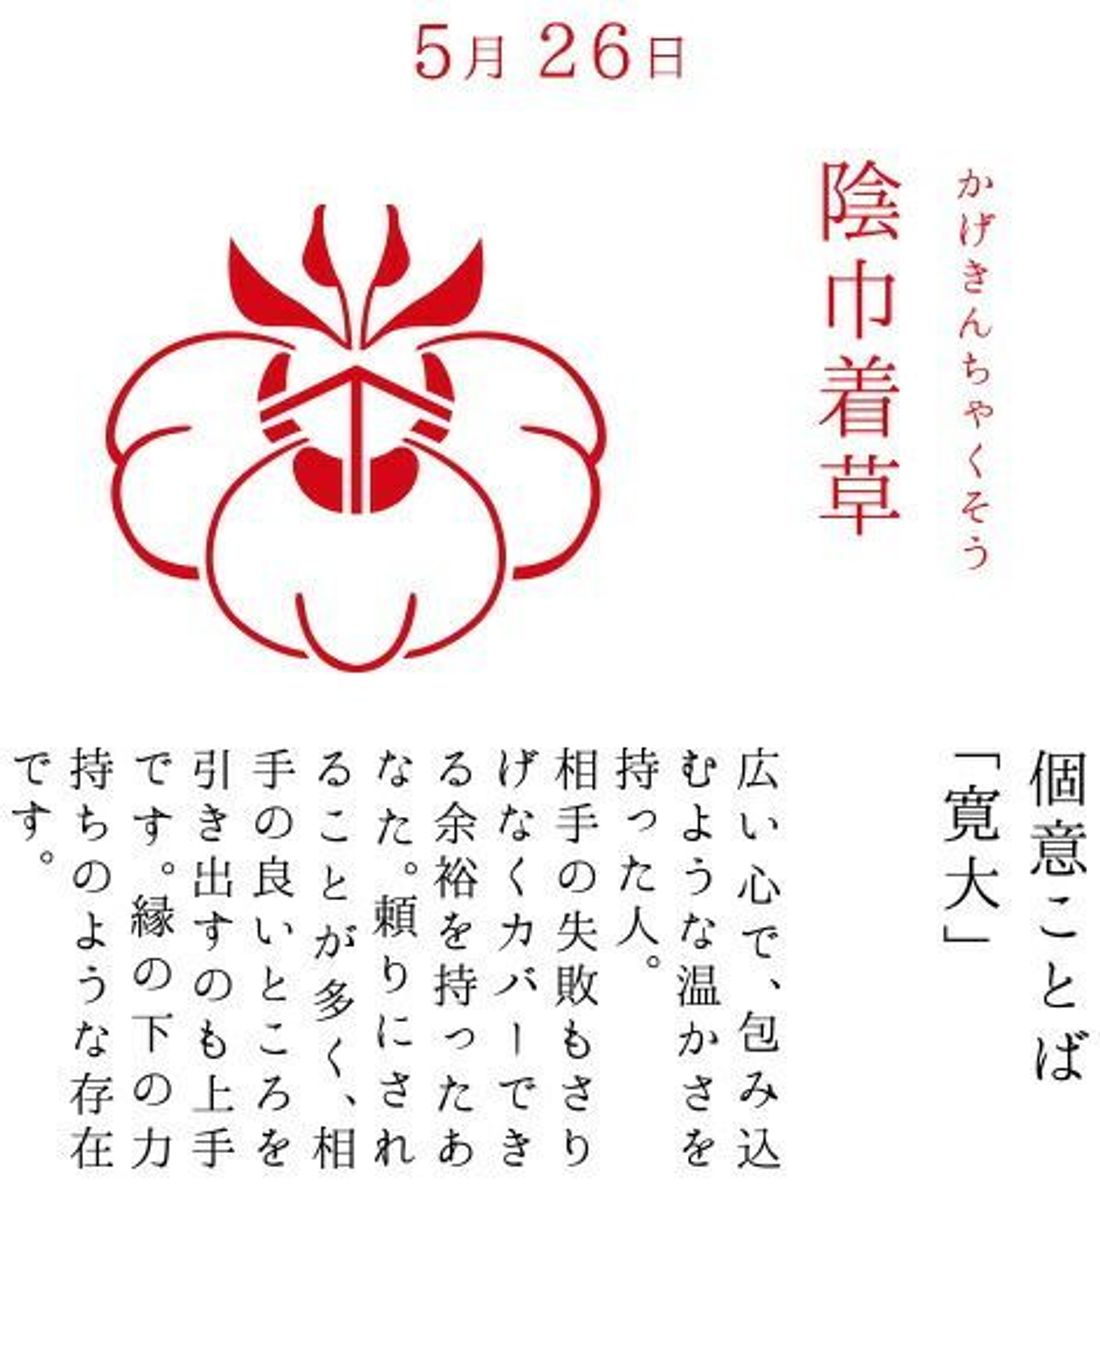 5月26日
かげきんちゃくそう
陰巾着草
個意ことば
「寛大」
広い心で、包み込
むような温かさを
持った人。
相手の失敗もさり
げなくカバーでき
る余裕を持ったあ
なた。頼りにされ
ることが多く、相
手の良いところを
引き出すのも上手
です。縁の下の力
持ちのような存在
です。